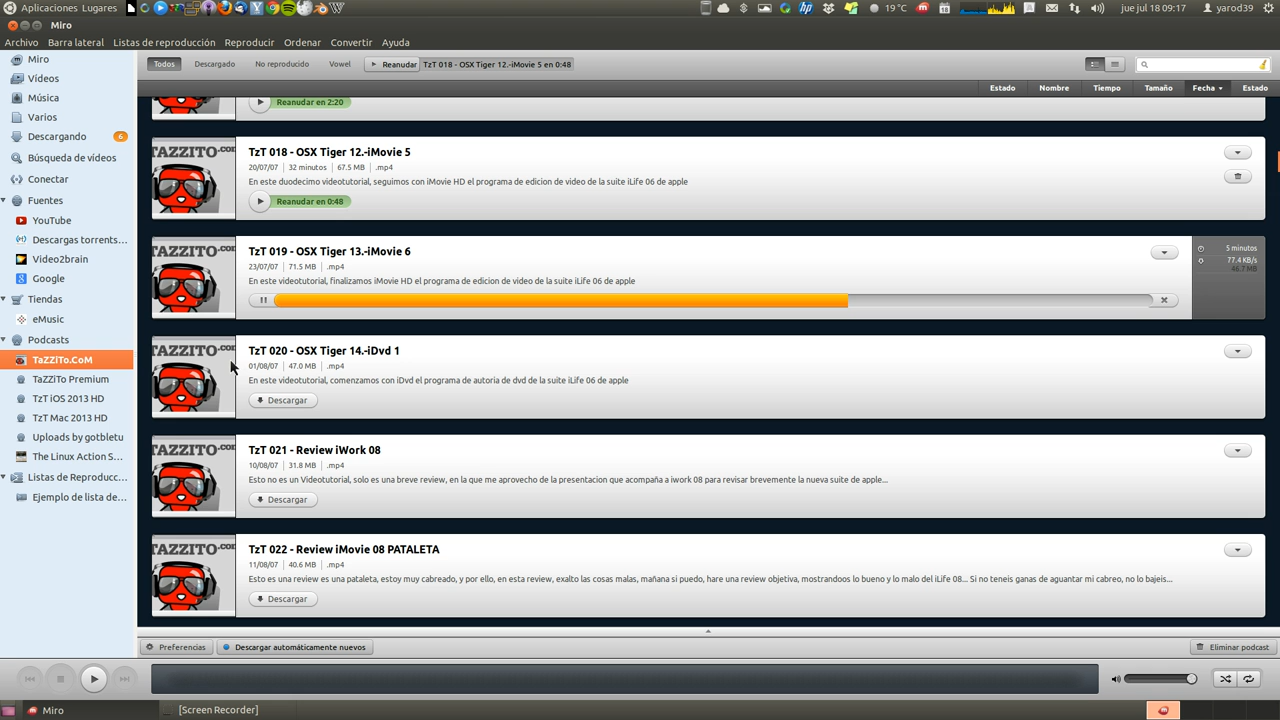 Aplicaciones Lugares
19 °C
jue jul 18 09:17
yarod39
Miro
Archivo Barra lateral Listas de reproducción Reproducir Ordenar Convertir Ayuda
Miro
Vídeos
Música
Varios
Descargando 6
Búsqueda de vídeos
Conectar
Fuentes
YouTube
Descargas torrents...
Video2brain
Google
Tiendas
eMusic
Podcasts
TaZZiTo.CoM
TaZZiTo Premium
TzT iOS 2013 HD
TzT Mac 2013 HD
Uploads by gotbletu
The Linux Action S...
Listas de Reproducc...
Ejemplo de lista de...
Todos Descargado No reproducido Vowel Reanudar TzT 018 - OSX Tiger 12.-iMovie 5 en 0:48
Estado Nombre Tiempo Tamaño Fecha Estado
Reanudar en 2:20
TAZZITO.com
TzT 018 - OSX Tiger 12.-iMovie 5
20/07/07 32 minutos 67.5 MB .mp4
En este duodecimo videotutorial, seguimos con iMovie HD el programa de edicion de video de la suite iLife 06 de apple
Reanudar en 0:48
TAZZITO.com
TzT 019 - OSX Tiger 13.-iMovie 6
23/07/07 71.5 MB .mp4
En este videotutorial, finalizamos iMovie HD el programa de edicion de video de la suite iLife 06 de apple
5 minutos
77.4 KB/s
46.7 MB
TAZZITO.com
TzT 020 - OSX Tiger 14.-iDvd 1
01/08/07 47.0 MB .mp4
En este videotutorial, comenzamos con iDvd el programa de autoria de dvd de la suite iLife 06 de apple
Descargar
TAZZITO.com
TzT 021 - Review iWork 08
10/08/07 31.8 MB .mp4
Esto no es un Videotutorial, solo es una breve review, en la que me aprovecho de la presentacion que acompaña a iwork 08 para revisar brevemente la nueva suite de apple...
Descargar
TAZZITO.com
TzT 022 - Review iMovie 08 PATALETA
11/08/07 40.6 MB .mp4
Esto es una review es una pataleta, estoy muy cabreado, y por ello, en esta review, exalto las cosas malas, mañana si puedo, hare una review objetiva, mostrandoos lo bueno y lo malo del iLife 08... Si no teneis ganas de aguantar mi cabreo, no lo bajeis...
Descargar
Preferencias Descargar automáticamente nuevos Eliminar podcast
Miro [Screen Recorder]